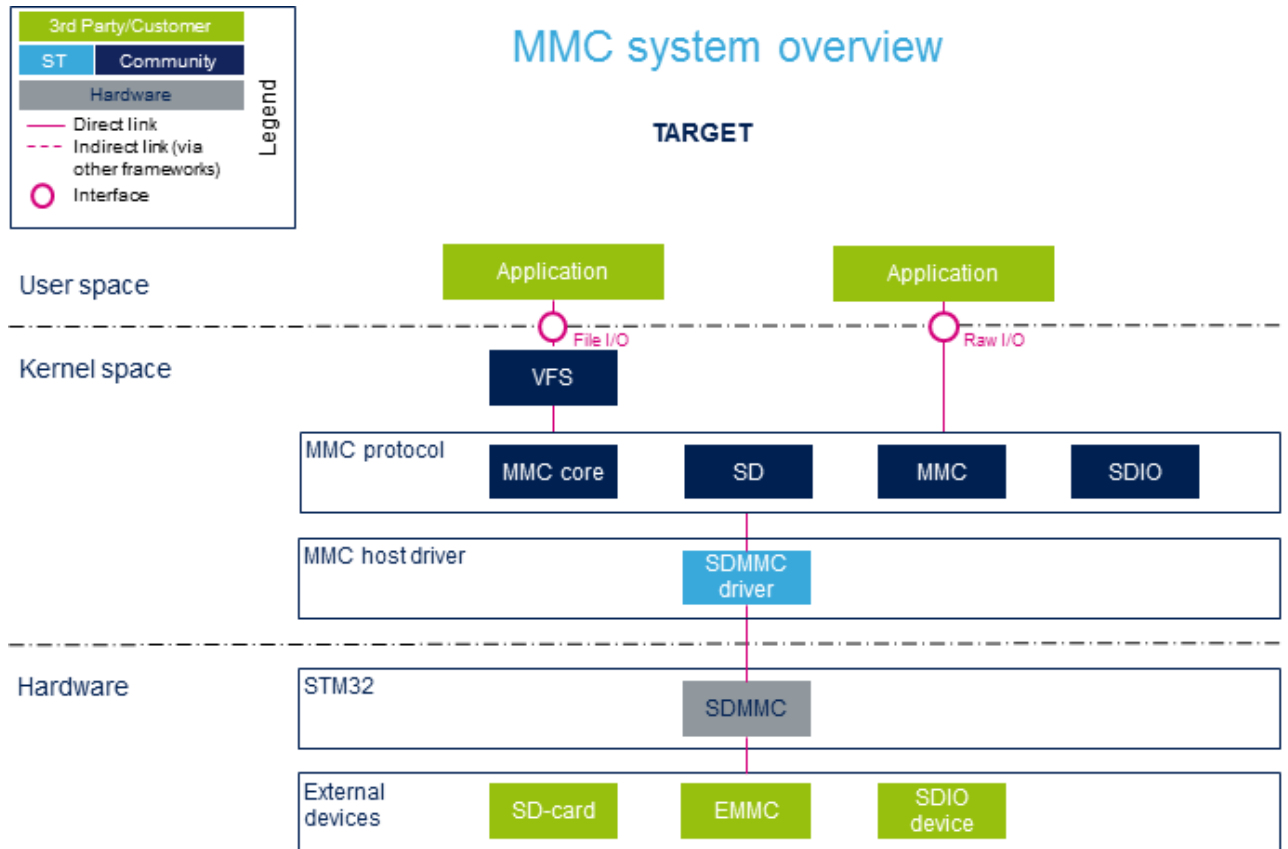 3rd Party/Customer
ST
Community
Hardware
Direct link
Indirect link (via
other frameworks)
Interface
Legend
MMC system overview
TARGET
User space
Application
Application
File I/O
Raw I/O
Kernel space
VFS
MMC protocol
MMC core
SD
MMC
SDIO
MMC host driver
SDMMC
driver
Hardware
STM32
SDMMC
External
devices
SD-card
EMMC
SDIO
device